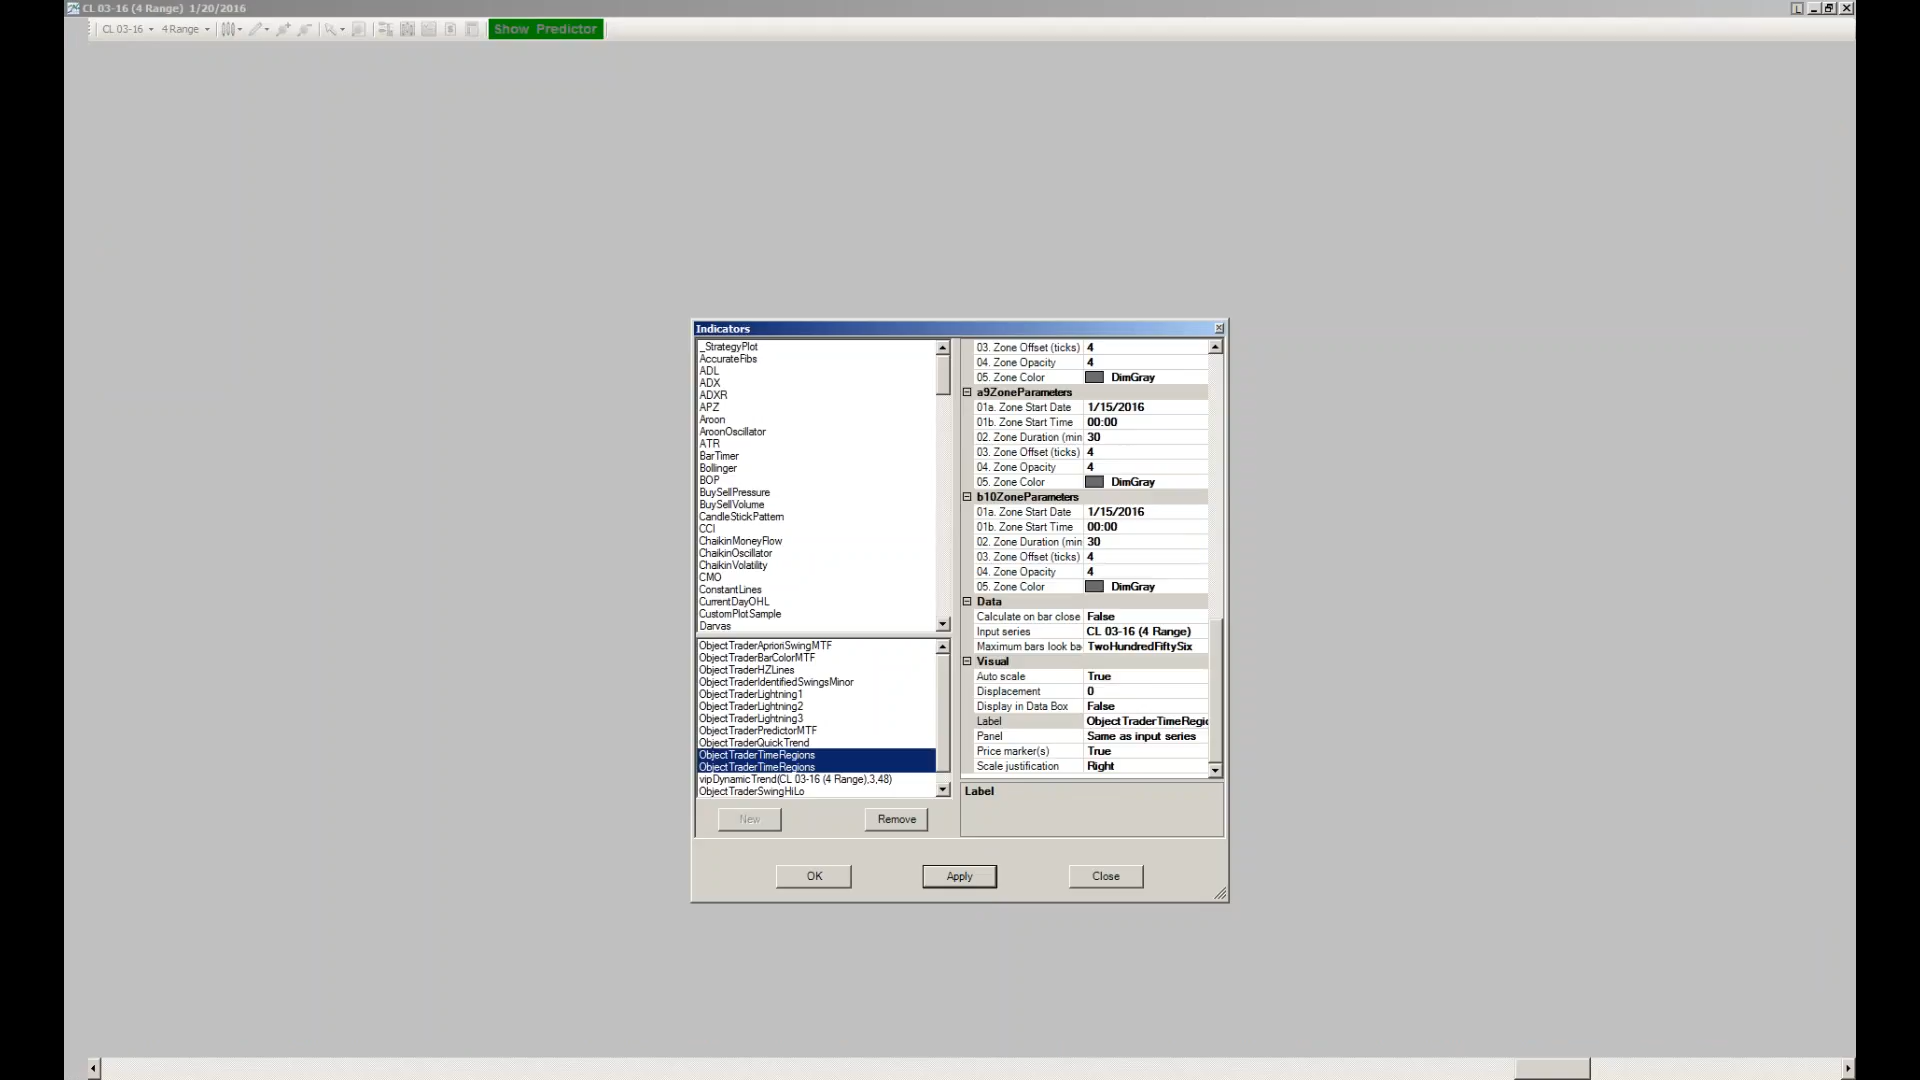 CL 03-16 (4 Range)  1/20/2016
L
CL 03-16
4 Range
Show Predictor
Indicators
_StrategyPlot
AccurateFibs
ADL
ADX
ADXR
APZ
Aroon
AroonOscillator
ATR
BarTimer
Bollinger
BOP
BuySellPressure
BuySellVolume
CandleStickPattern
CCI
ChaikinMoneyFlow
ChaikinOscillator
ChaikinVolatility
CMO
ConstantLines
CurrentDayOHL
CustomPlotSample
Darvas
ObjectTraderAprioriSwingMTF
ObjectTraderBarColorMTF
ObjectTraderHZLines
ObjectTraderIdentifiedSwingsMinor
ObjectTraderLightning1
ObjectTraderLightning2
ObjectTraderLightning3
ObjectTraderPredictorMTF
ObjectTraderQuickTrend
ObjectTraderTimeRegions
ObjectTraderTimeRegions
vipDynamicTrend(CL 03-16 (4 Range),3,48)
ObjectTraderSwingHiLo
New
Remove
03. Zone Offset (ticks) 4
04. Zone Opacity 4
05. Zone Color DimGray
a9ZoneParameters
01a. Zone Start Date 1/15/2016
01b. Zone Start Time 00:00
02. Zone Duration (min 30
03. Zone Offset (ticks) 4
04. Zone Opacity 4
05. Zone Color DimGray
b10ZoneParameters
01a. Zone Start Date 1/15/2016
01b. Zone Start Time 00:00
02. Zone Duration (min 30
03. Zone Offset (ticks) 4
04. Zone Opacity 4
05. Zone Color DimGray
Data
Calculate on bar close False
Input series CL 03-16 (4 Range)
Maximum bars look ba TwoHundredFiftySix
Visual
Auto scale True
Displacement 0
Display in Data Box False
Label ObjectTraderTimeRegio
Panel Same as input series
Price marker(s) True
Scale justification Right
Label
OK
Apply
Close